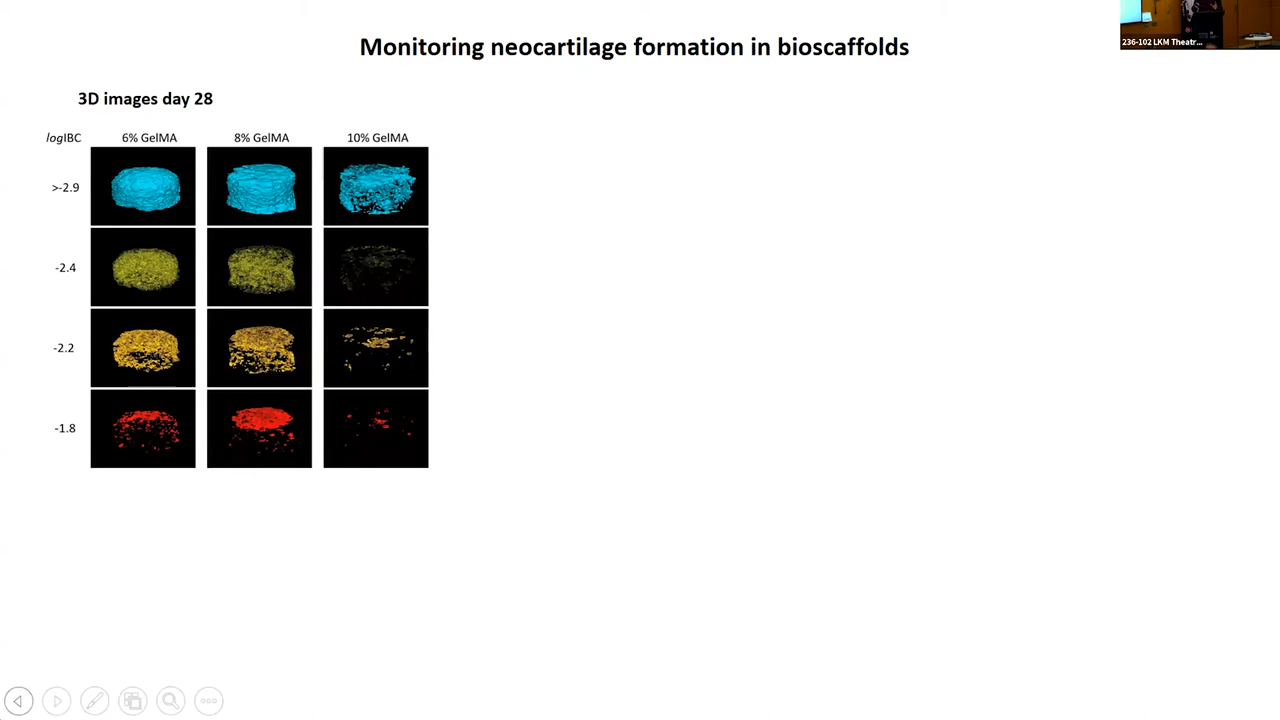 Monitoring neocartilage formation in bioscaffolds
236-102 LKM Theatr...
3D images day 28
logIBC 6% GelMA 8% GelMA 10% GelMA
>-2.9
-2.4
-2.2
-1.8